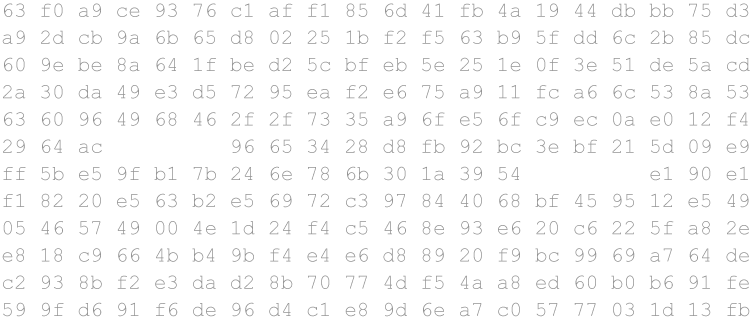 63 f0 a9 ce 93 76 c1 af f1 85 6d 41 fb 4a 19 44 db bb 75 d3
a9 2d cb 9a 6b 65 d8 02 25 1b f2 f5 63 b9 5f dd 6c 2b 85 dc
60 9e be 8a 64 1f be d2 5c bf eb 5e 25 1e 0f 3e 51 de 5a cd
2a 30 da 49 e3 d5 72 95 ea f2 e6 75 a9 11 fc a6 6c 53 8a 53
63 60 96 49 68 46 2f 2f 73 35 a9 6f e5 6f c9 ec 0a e0 12 f4
29 64 ac 96 65 34 28 d8 fb 92 bc 3e bf 21 5d 09 e9
ff 5b e5 9f b1 7b 24 6e 78 6b 30 1a 39 54 e1 90 e1
f1 82 20 e5 63 b2 e5 69 72 c3 97 84 40 68 bf 45 95 12 e5 49
05 46 57 49 00 4e 1d 24 f4 c5 46 8e 93 e6 20 c6 22 5f a8 2e
e8 18 c9 66 4b b4 9b f4 e4 e6 d8 89 20 f9 bc 99 69 a7 64 de
c2 93 8b f2 e3 da d2 8b 70 77 4d f5 4a a8 ed 60 b0 b6 91 fe
59 9f d6 91 f6 de 96 d4 c1 e8 9d 6e a7 c0 57 77 03 1d 13 fb